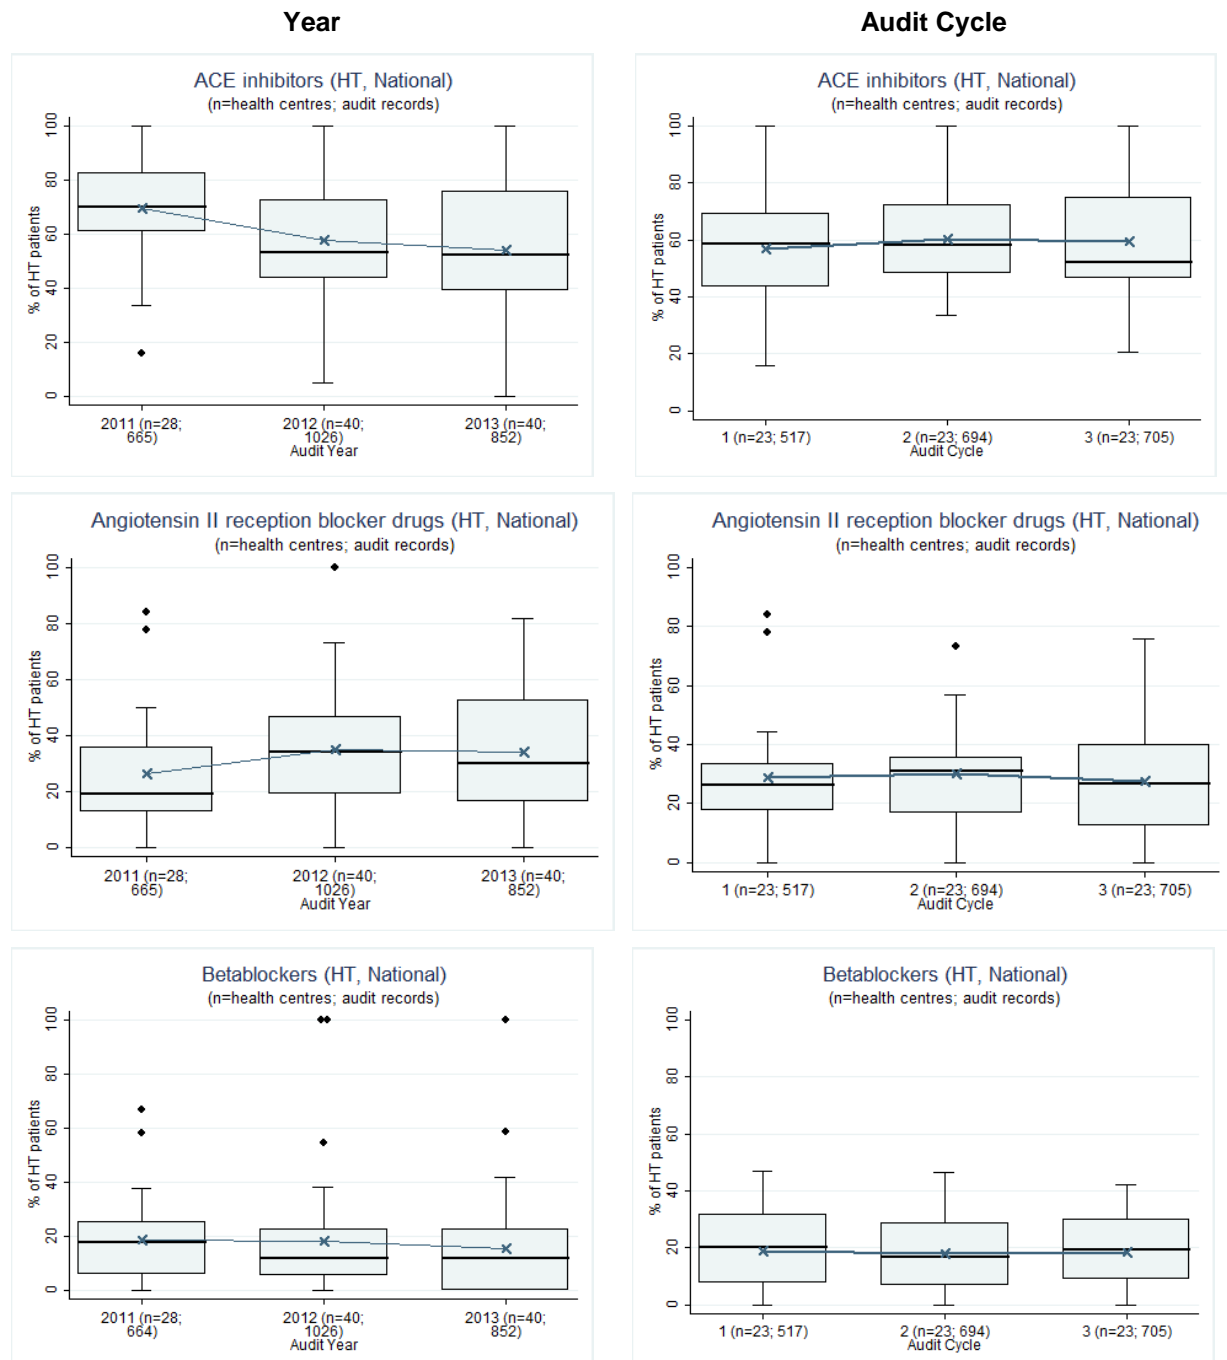 Year
Audit Cycle
ACE inhibitors (HT, National)
(n=health centres; audit records)
% of HT patients
100
80
60
40
20
0
2011 (n=28;
665)
2012 (n=40;
1026)
2013 (n=40;
852)
Audit Year
ACE inhibitors (HT, National)
(n=health centres; audit records)
% of HT patients
100
80
60
40
20
0
1 (n=23; 517)
2 (n=23; 694)
3 (n=23; 705)
Audit Cycle
Angiotensin II reception blocker drugs (HT, National)
(n=health centres; audit records)
% of HT patients
100
80
60
40
20
0
2011 (n=28;
665)
2012 (n=40;
1026)
2013 (n=40;
852)
Audit Year
Angiotensin II reception blocker drugs (HT, National)
(n=health centres; audit records)
% of HT patients
100
80
60
40
20
0
1 (n=23; 517)
2 (n=23; 694)
3 (n=23; 705)
Audit Cycle
Betablockers (HT, National)
(n=health centres; audit records)
% of HT patients
100
80
60
40
20
0
2011 (n=28;
664)
2012 (n=40;
1026)
2013 (n=40;
852)
Audit Year
Betablockers (HT, National)
(n=health centres; audit records)
% of HT patients
100
80
60
40
20
0
1 (n=23; 517)
2 (n=23; 694)
3 (n=23; 705)
Audit Cycle